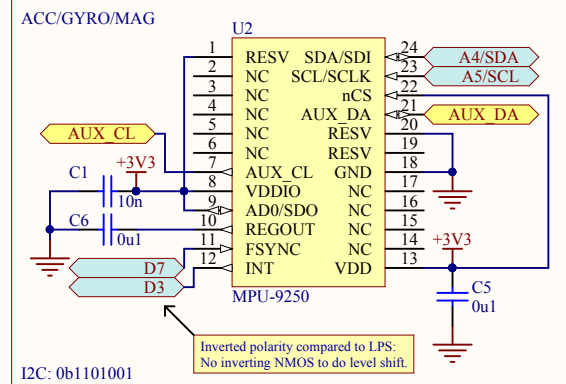 ACC/GYRO/MAG
U2
1 RESV SDA/SDI 24 A4/SDA
2 NC SCL/SCLK 23 A5/SCL
3 NC nCS 22
4 NC AUX_DA 21 AUX_DA
5 NC RESV 20
6 NC RESV 19
AUX_CL
7 AUX_CL GND 18
C1 +3V3
10n
8 VDDIO NC 17
9 AD0/SDO NC 16
C6
0u1
10 REGOUT NC 15
D7 11 FSYNC NC 14
+3V3
D3 12 INT VDD 13
MPU-9250
C5
0u1
Inverted polarity compared to LPS:
No inverting NMOS to do level shift.
I2C: 0b1101001